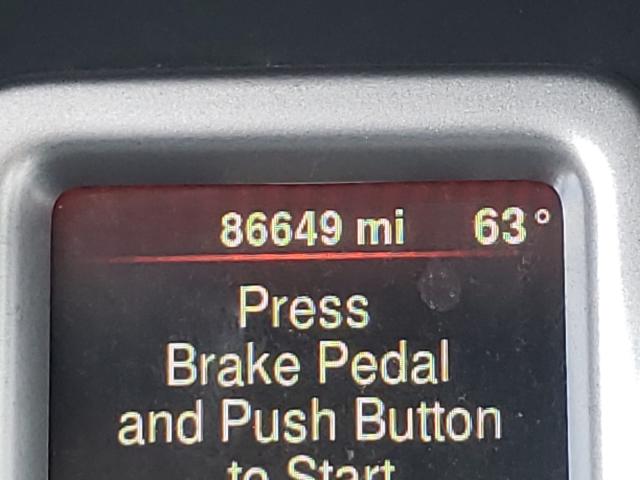 86649 mi 63°
Press
Brake Pedal
and Push Button
to Start